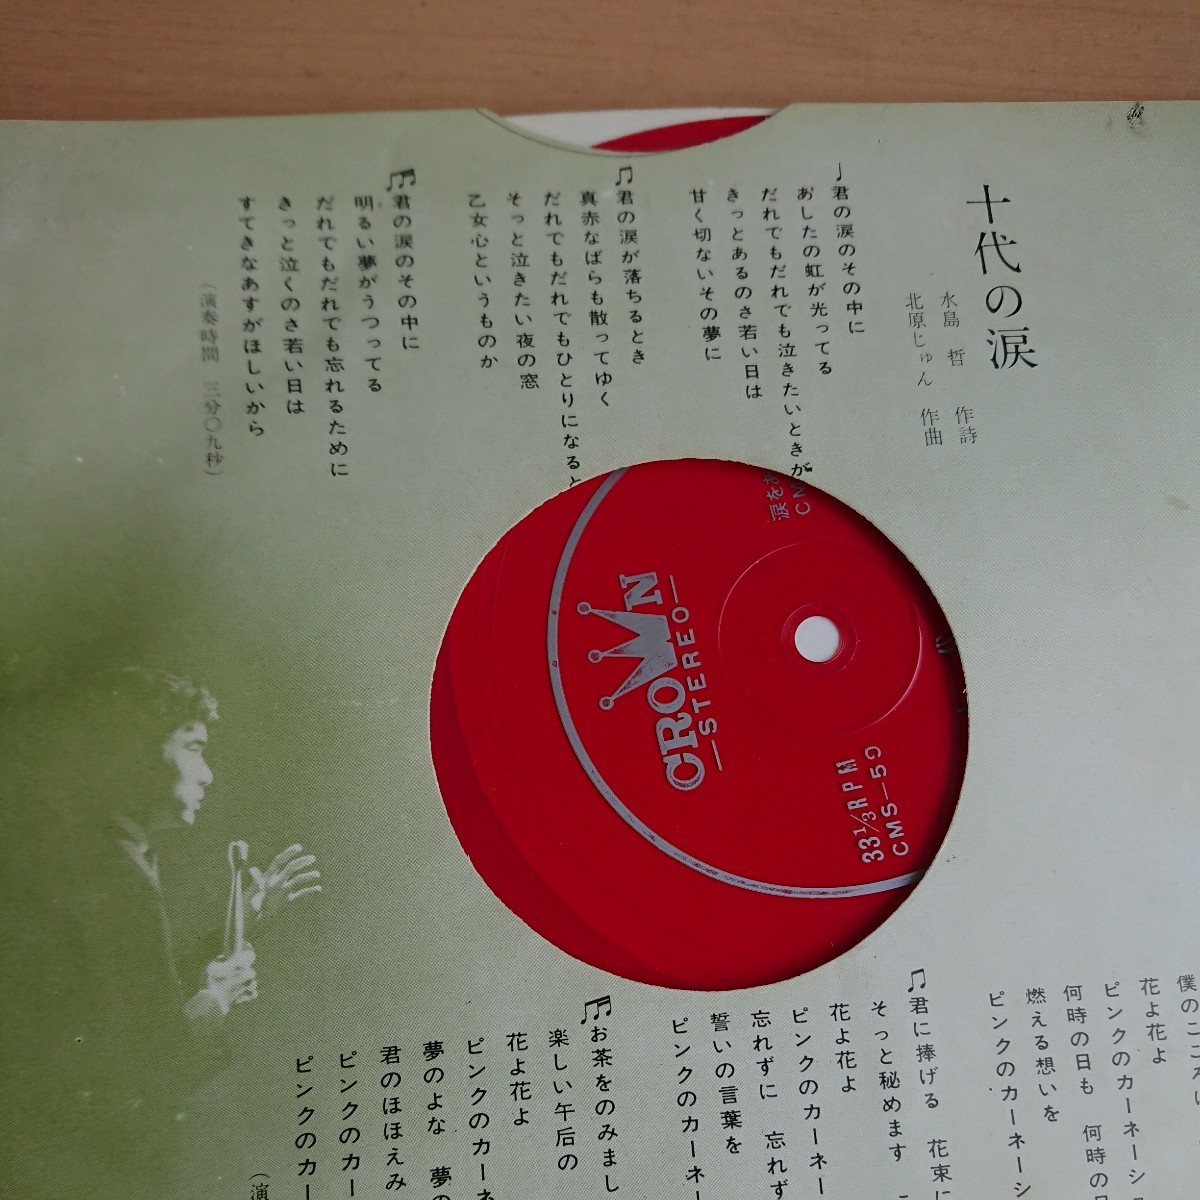 十代の涙
水島 哲 作詩
北原じゅん 作曲
♩君の涙のその中に
あしたの虹が光ってる
だれでもだれでも泣きたいときが
きっとあるのさ若い日は
甘く切ないその夢に
♫君の涙が落ちるとき
真赤なばらも散ってゆく
だれでもだれでもひとりになると
そっと泣きたい夜の窓
乙女心というものか
♫君の涙のその中に
明るい夢がうつってる
だれでもだれでも忘れるために
きっと泣くのさ若い日は
すてきなあすがほしいから
(演奏時間 三分〇九秒)
涙をお
CM
CROWN
—STEREO—
33⅓RPM
CMS—59
花よ花よ
ピンクのカーネーシ
何時の日も 何時の
燃える想いを
ピンクのカーネーシ
♫君に捧げる 花束に
そっと秘めます
花よ花よ
ピンクのカーネー
忘れずに 忘れず
誓いの言葉を
ピンクのカーネー
♫お茶をのみまし
楽しい午后の
花よ花よ
ピンクのカーネ
夢のよな 夢の
君のほほえみ
ピンクのカー
ピンクのカー
(演